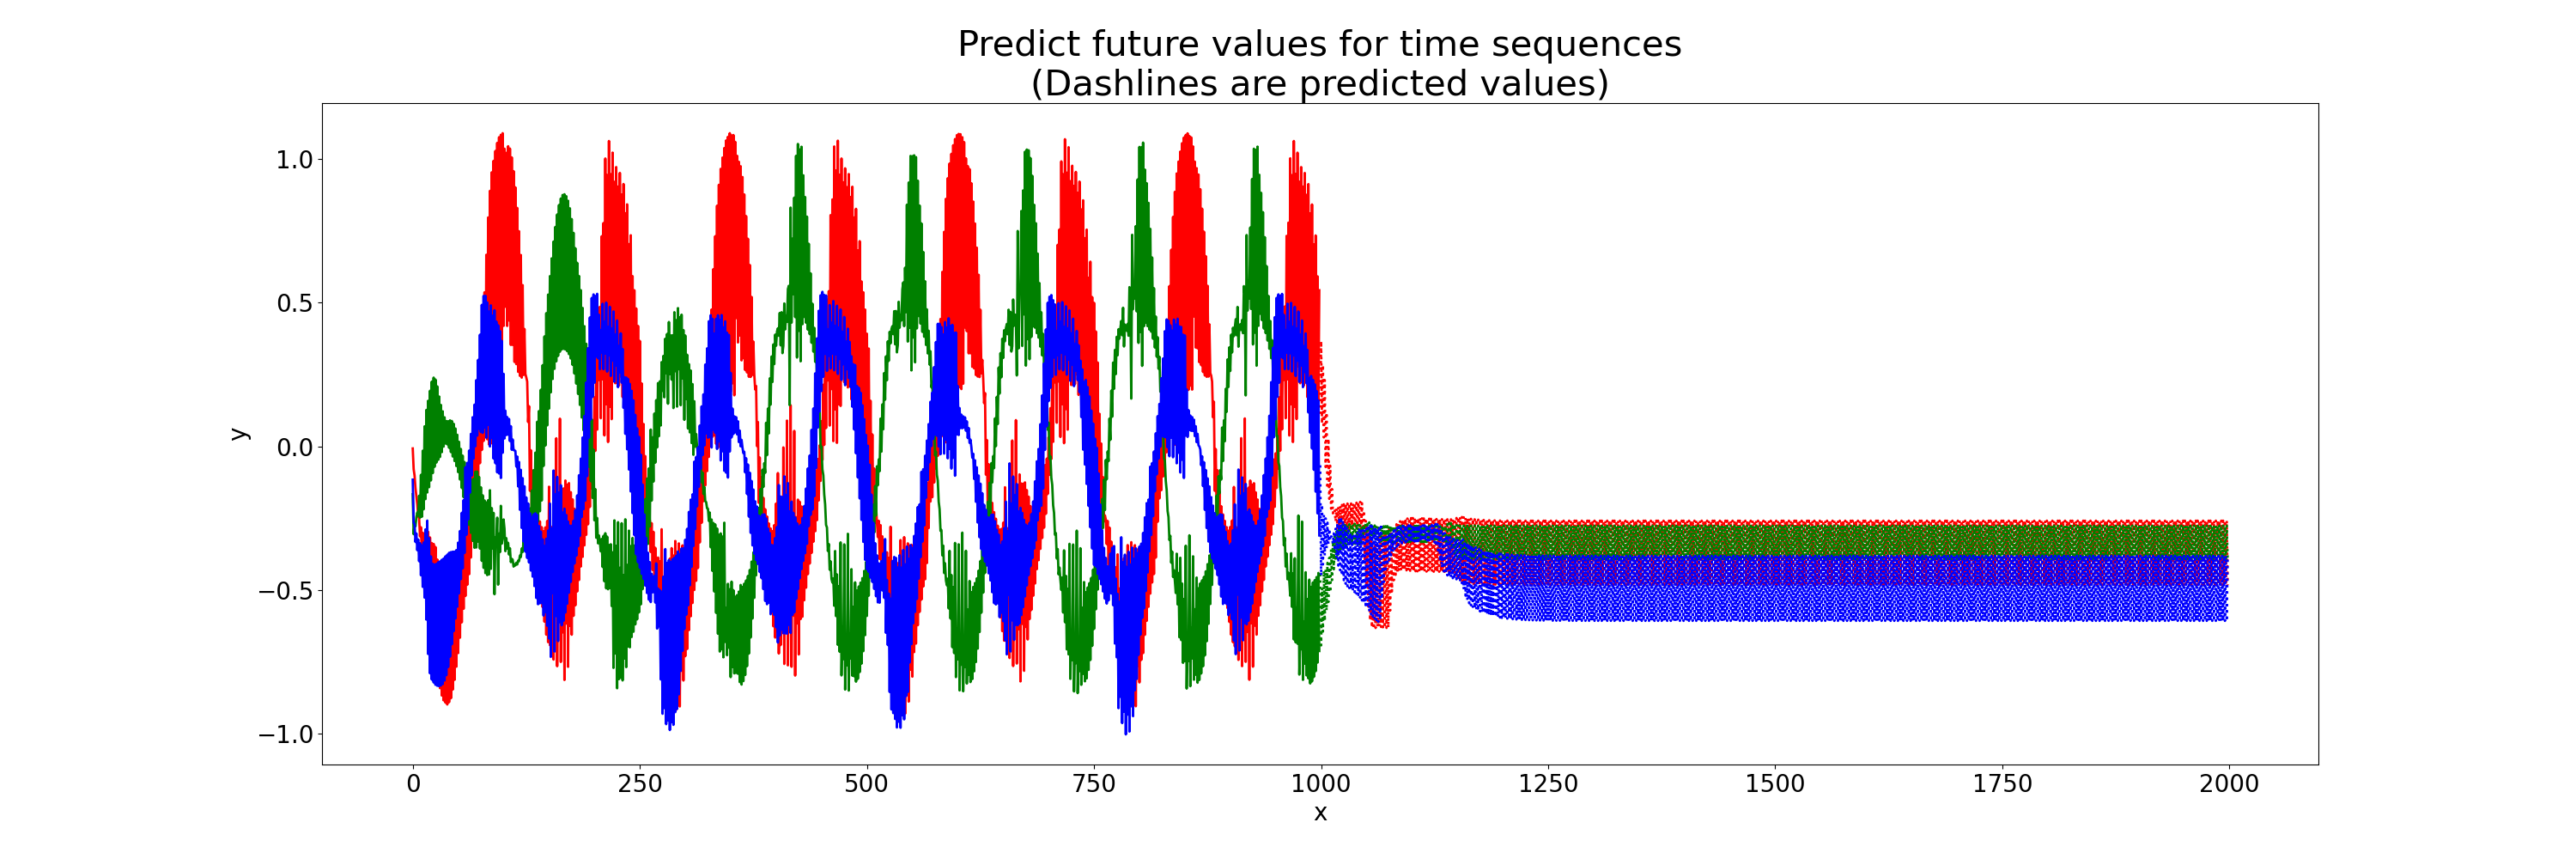 Predict future values for time sequences
(Dashlines are predicted values)
1.0
0.5
0.0
−0.5
−1.0
y
0 250 500 750 1000 1250 1500 1750 2000
x